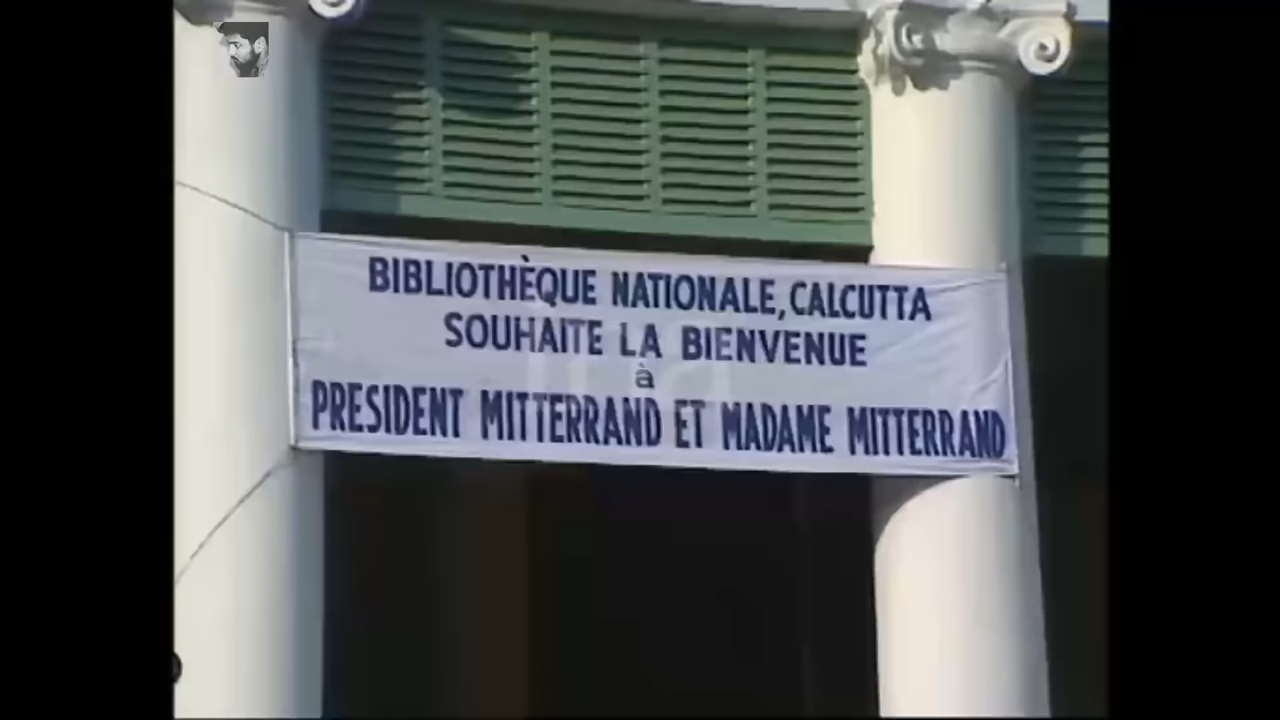 BIBLIOTHÈQUE NATIONALE, CALCUTTA
SOUHAITE LA BIENVENUE
à
PRESIDENT MITTERRAND ET MADAME MITTERRAND